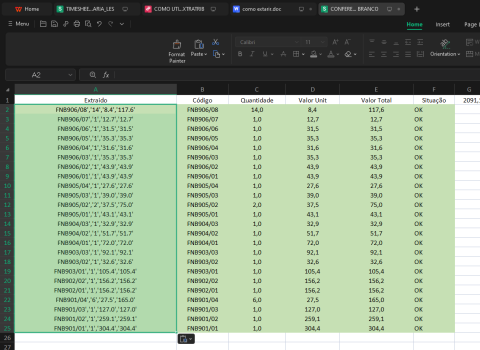 Home TIMESHEE...ARIA_LES COMO UTI...XTRATRIB como aetaris.doc CONFERE... BRANCO
Menu Home Insert Page
Format Painter Paste Calibri 11 Orientation
A2 fx
A B C D E F G
1 Extraido Código Quantidade Valor Unit Valor Total Situação 2091,
2 FNB906/08','14','8.4','117.6' FNB906/08 14,0 8,4 117,6 OK
3 FNB906/07','1','12.7','12.7' FNB906/07 1,0 12,7 12,7 OK
4 FNB906/06','1','31.5','31.5' FNB906/06 1,0 31,5 31,5 OK
5 FNB906/05','1','35.3','35.3' FNB906/05 1,0 35,3 35,3 OK
6 FNB906/04','1','31.6','31.6' FNB906/04 1,0 31,6 31,6 OK
7 FNB906/03','1','35.3','35.3' FNB906/03 1,0 35,3 35,3 OK
8 FNB906/02','1','43.9','43.9' FNB906/02 1,0 43,9 43,9 OK
9 FNB906/01','1','43.9','43.9' FNB906/01 1,0 43,9 43,9 OK
10 FNB905/04','1','27.6','27.6' FNB905/04 1,0 27,6 27,6 OK
11 FNB905/03','1','39.0','39.0' FNB905/03 1,0 39,0 39,0 OK
12 FNB905/02','2','37.5','75.0' FNB905/02 2,0 37,5 75,0 OK
13 FNB905/01','1','43.1','43.1' FNB905/01 1,0 43,1 43,1 OK
14 FNB904/03','1','32.9','32.9' FNB904/03 1,0 32,9 32,9 OK
15 FNB904/02','1','51.7','51.7' FNB904/02 1,0 51,7 51,7 OK
16 FNB904/01','1','72.0','72.0' FNB904/01 1,0 72,0 72,0 OK
17 FNB903/03','1','92.1','92.1' FNB903/03 1,0 92,1 92,1 OK
18 FNB903/02','1','32.6','32.6' FNB903/02 1,0 32,6 32,6 OK
19 FNB903/01','1','105.4','105.4' FNB903/01 1,0 105,4 105,4 OK
20 FNB902/02','1','156.2','156.2' FNB902/02 1,0 156,2 156,2 OK
21 FNB902/01','1','156.2','156.2' FNB902/01 1,0 156,2 156,2 OK
22 FNB901/04','6','27.5','165.0' FNB901/04 6,0 27,5 165,0 OK
23 FNB901/03','1','127.0','127.0' FNB901/03 1,0 127,0 127,0 OK
24 FNB901/02','1','259.1','259.1' FNB901/02 1,0 259,1 259,1 OK
25 FNB901/01','1','304.4','304.4' FNB901/01 1,0 304,4 304,4 OK
26
27